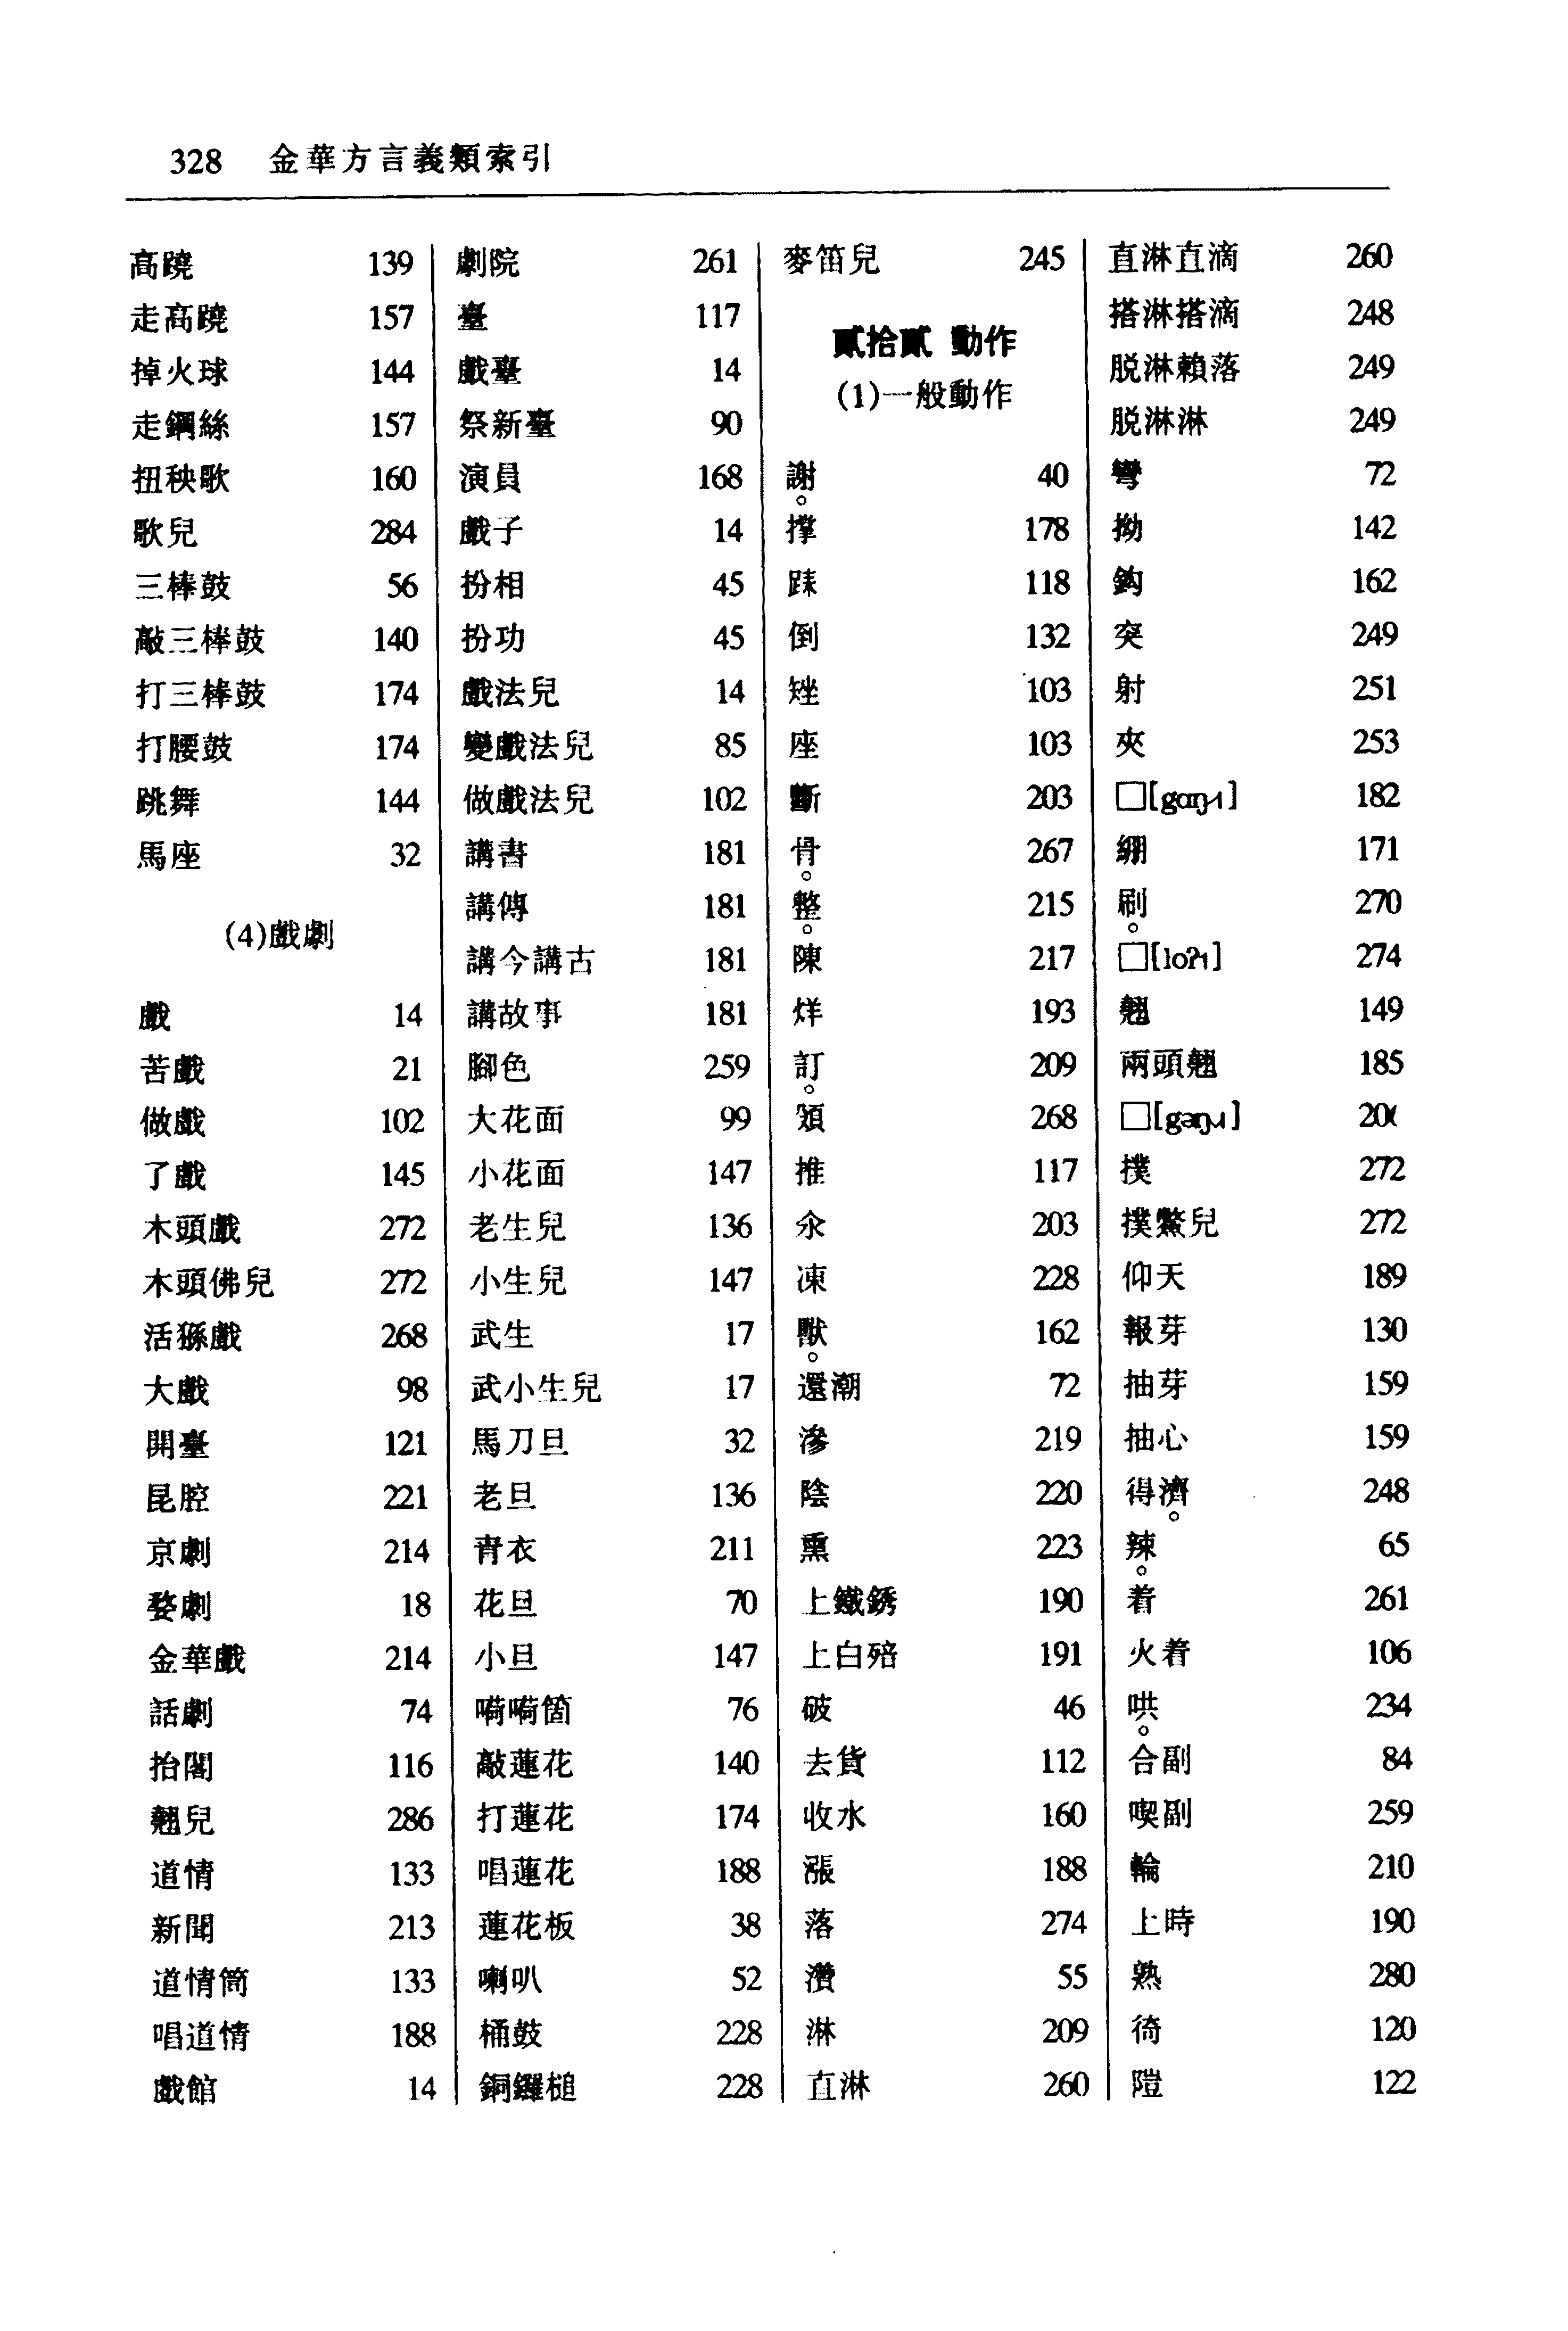 328 金華方言義類索引
高蹺 139
走高蹺 157
掉火球 144
走鋼絲 157
扭秧歌 160
歌兒 284
三棒鼓 56
敲三棒鼓 140
打三棒鼓 174
打腰鼓 174
跳舞 144
馬座 32
(4)戲劇
戲 14
苦戲 21
做戲 102
了戲 145
木頭戲 272
木頭佛兒 272
活猻戲 268
大戲 98
開臺 121
昆腔 221
京劇 214
婺劇 18
金華戲 214
話劇 74
抬閣 116
翹兒 286
道情 133
新聞 213
道情筒 133
唱道情 188
戲館 14
劇院 261
臺 117
戲臺 14
祭新臺 90
演員 168
戲子 14
扮相 45
扮功 45
戲法兒 14
變戲法兒 85
做戲法兒 102
講書 181
講傳 181
講今講古 181
講故事 181
腳色 259
大花面 99
小花面 147
老生兒 136
小生兒 147
武生 17
武小生兒 17
馬刀旦 32
老旦 136
青衣 211
花旦 70
小旦 147
嗬嗬箇 76
敲蓮花 140
打蓮花 174
唱蓮花 188
蓮花板 38
喇叭 52
桶鼓 228
銅鑼槌 228
麥笛兒 245
貳拾貳 動作
(1)一般動作
謝。 40
撑 178
跊 118
倒 132
矬 103
座 103
斷 203
骨。 267
整。 215
陳 217
烊 193
訂。 209
268
推 117
汆 203
凍 228
獸。 162
還潮 72
滲 219
陰 220
熏 223
上鐵銹 190
上白殕 191
破 46
去貨 112
收水 160
漲 188
落 274
灒 55
淋 209
直淋 260
直淋直滴 260
搭淋搭滴 248
脱淋賴落 249
脱淋淋 249
彎 72
拗 142
鈎 162
突 249
射 251
夾 253
□[gɑŋ˧˦] 182
綳 171
刷。 270
□[loʔ˦] 274
翹 149
兩頭翹 185
□[gəŋ˩˦] 20
撲 272
撲鱉兒 272
仰天 189
報芽 130
抽芽 159
抽心 159
得濟。 248
辣。 65
着 261
火着 106
哄。 234
合副 84
喫副 259
輪 210
上時 190
熟 280
徛 120
隑 122